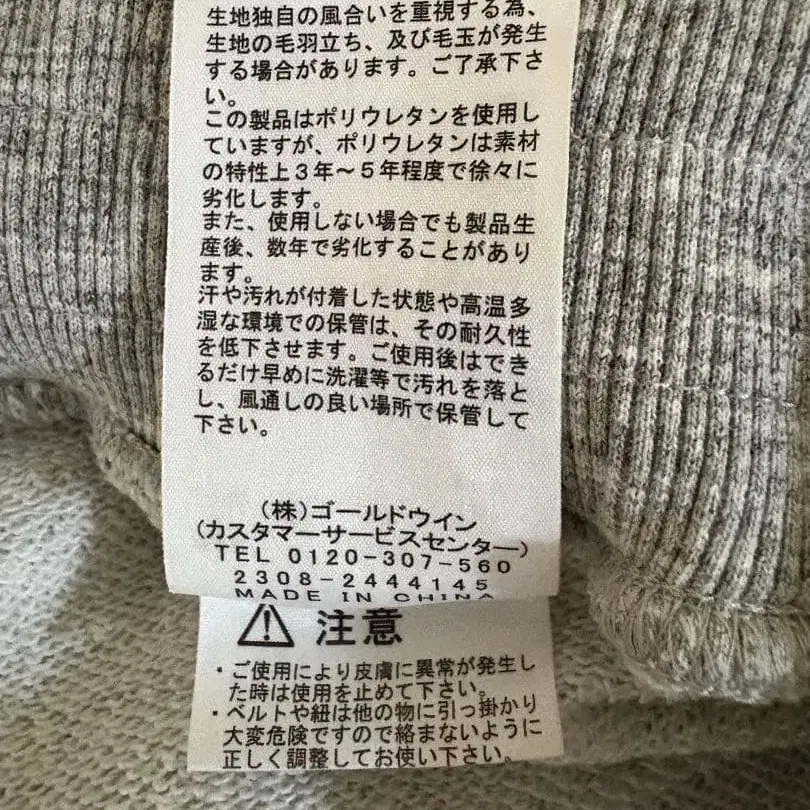 生地独自の風合いを重視する為、
生地の毛羽立ち、及び毛玉が発生
する場合があります。ご了承下さ
い。
この製品はポリウレタンを使用し
ていますが、ポリウレタンは素材
の特性上3年～5年程度で徐々に
劣化します。
また、使用しない場合でも製品生
産後、数年で劣化することがあり
ます。
汗や汚れが付着した状態や高温多
湿な環境での保管は、その耐久性
を低下させます。ご使用後はでき
るだけ早めに洗濯等で汚れを落と
し、風通しの良い場所で保管して
下さい。
(株)ゴールドウイン
(カスタマーサービスセンター)
TEL 0120-307-560
2308-2444145
MADE IN CHINA
注意
・ご使用により皮膚に異常が発生し
た時は使用を止めて下さい。
・ベルトや紐は他の物に引っ掛かり
大変危険ですので絡まないように
正しく調整してお使い下さい。